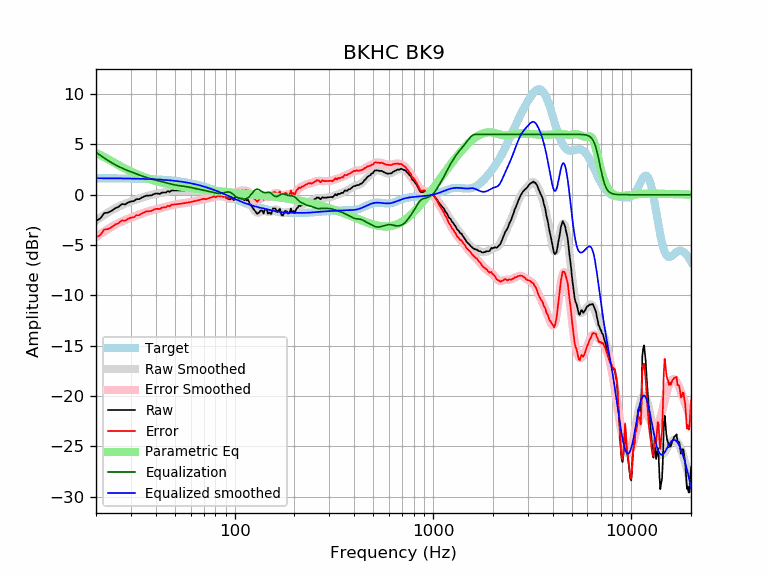 BKHC BK9
Amplitude (dBr)
10
5
0
−5
−10
−15
−20
−25
−30
Target
Raw Smoothed
Error Smoothed
Raw
Error
Parametric Eq
Equalization
Equalized smoothed
100
1000
10000
Frequency (Hz)